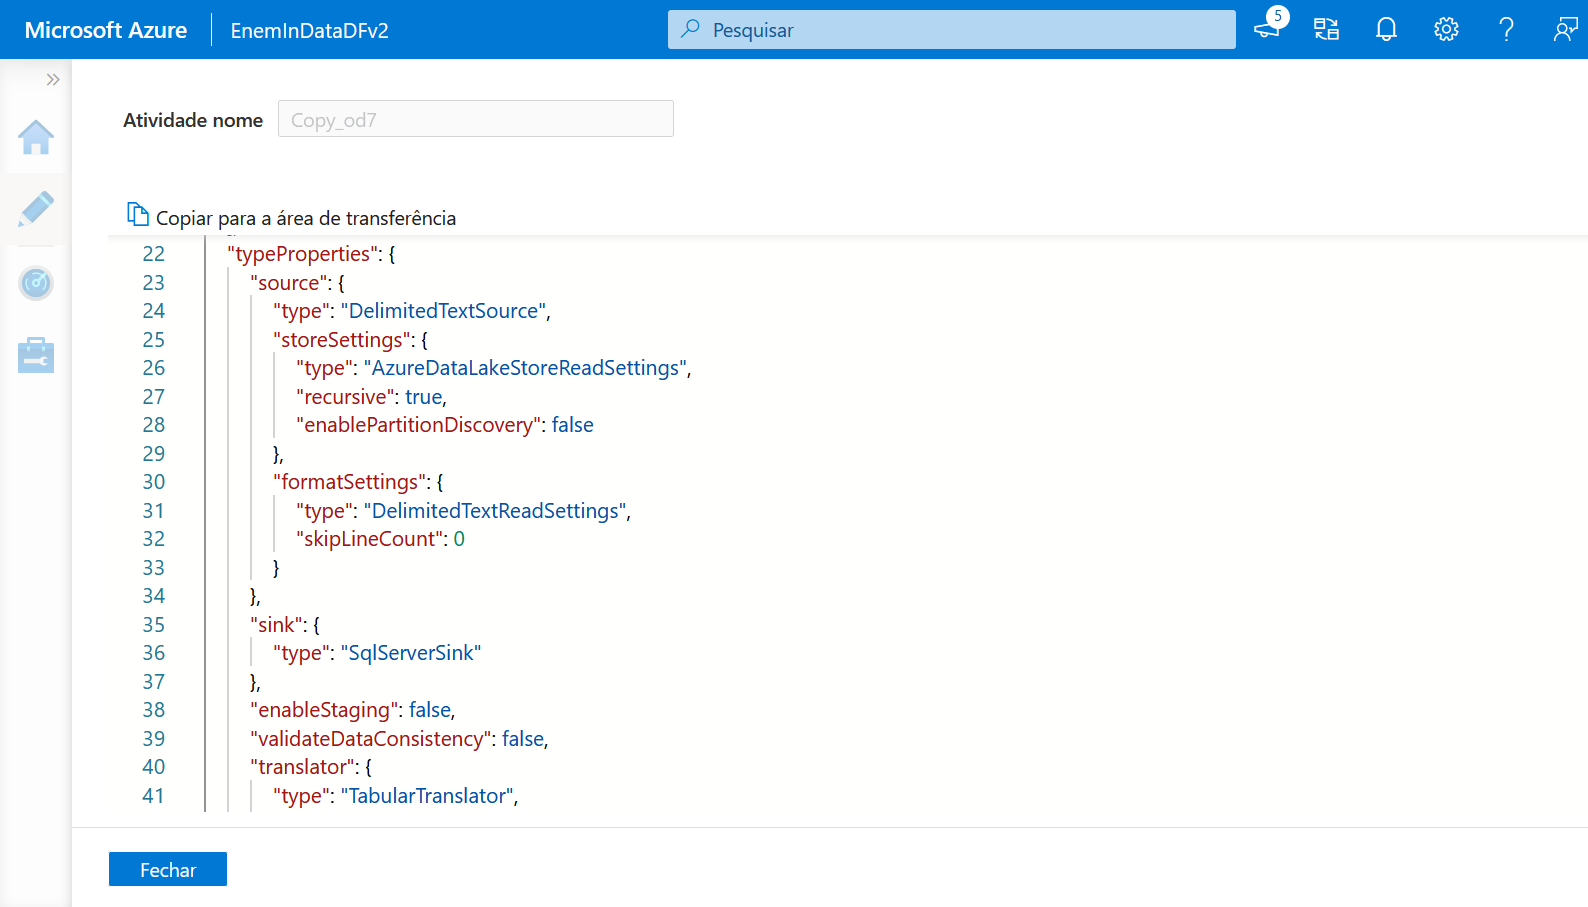 Microsoft Azure EnemInDataDFv2 Pesquisar 5
Atividade nome Copy_od7
Copiar para a área de transferência
22 "typeProperties": {
23 "source": {
24 "type": "DelimitedTextSource",
25 "storeSettings": {
26 "type": "AzureDataLakeStoreReadSettings",
27 "recursive": true,
28 "enablePartitionDiscovery": false
29 },
30 "formatSettings": {
31 "type": "DelimitedTextReadSettings",
32 "skipLineCount": 0
33 }
34 },
35 "sink": {
36 "type": "SqlServerSink"
37 },
38 "enableStaging": false,
39 "validateDataConsistency": false,
40 "translator": {
41 "type": "TabularTranslator",
Fechar